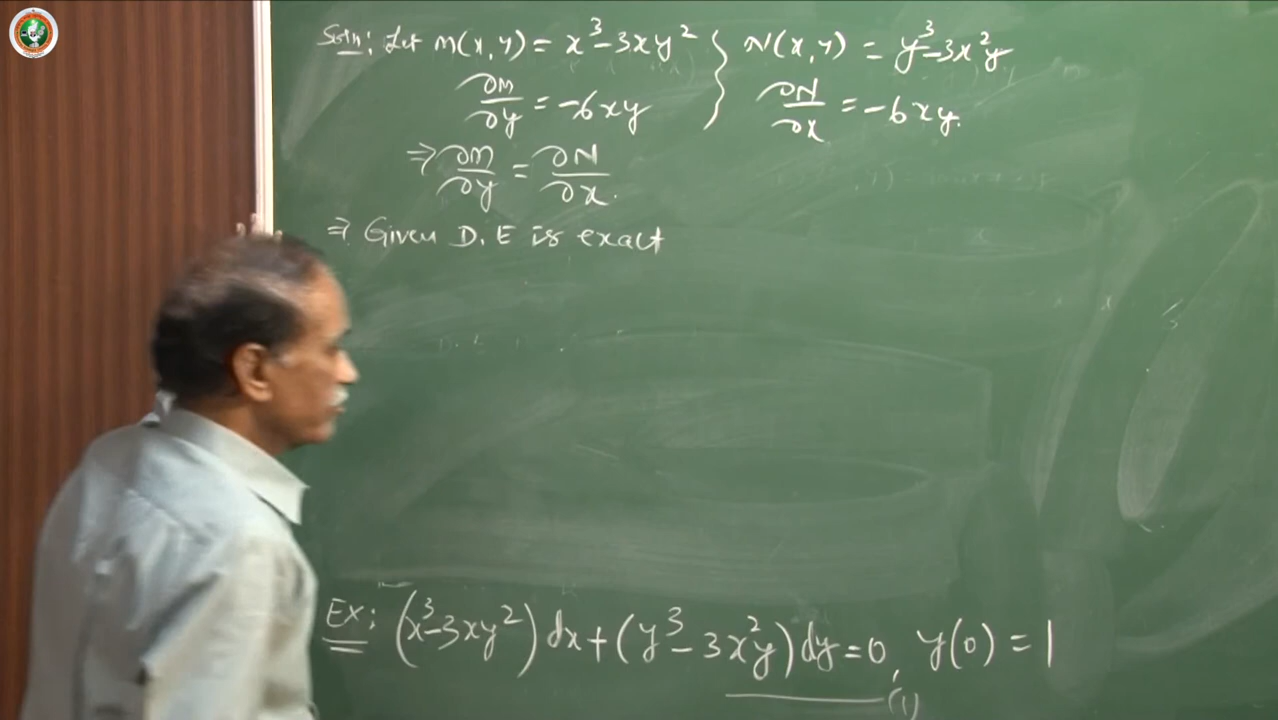 Soln: Let M(x,y) = x³-3xy² } N(x,y) = y³-3x²y
∂M/∂y = -6xy ∂N/∂x = -6xy.
⇒ ∂M/∂y = ∂N/∂x.
⇒ Given D.E is exact
Ex: (x³-3xy²)dx+(y³-3x²y)dy=0, y(0)=1
(1)